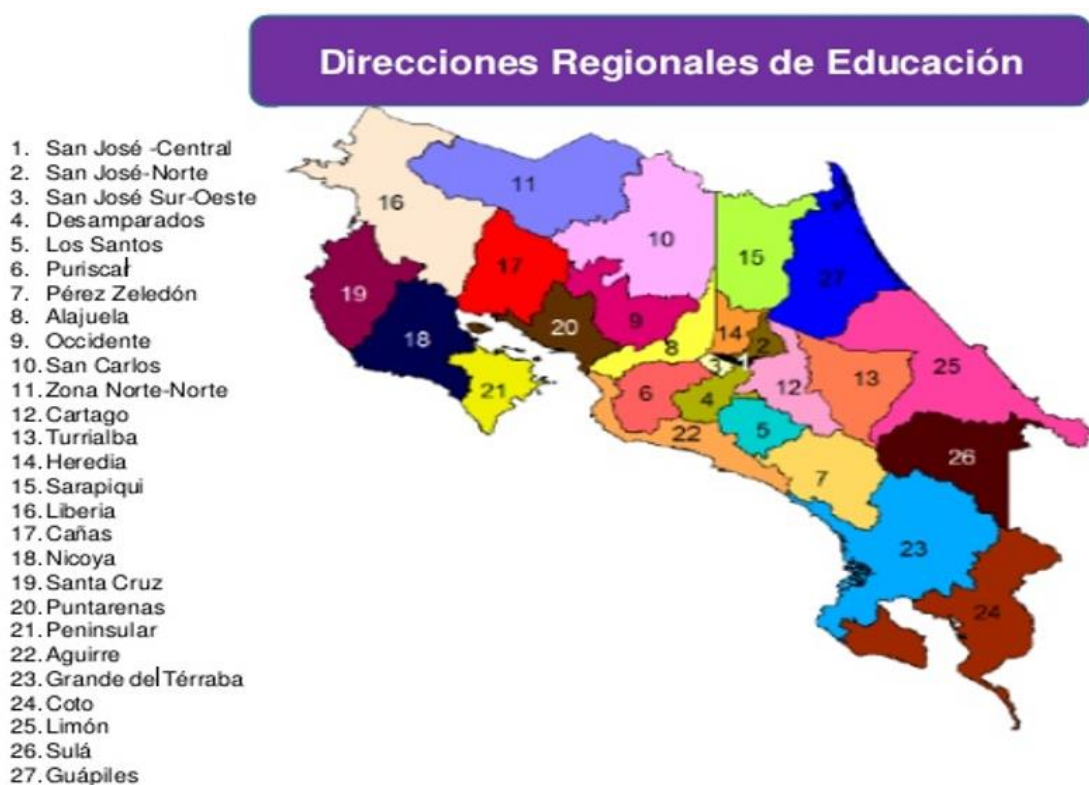 Direcciones Regionales de Educación
1. San José -Central
2. San José-Norte
3. San José Sur-Oeste
4. Desamparados
5. Los Santos
6. Puriscal
7. Pérez Zeledón
8. Alajuela
9. Occidente
10. San Carlos
11. Zona Norte-Norte
12. Cartago
13. Turrialba
14. Heredia
15. Sarapiqui
16. Liberia
17. Cañas
18. Nicoya
19. Santa Cruz
20. Puntarenas
21. Peninsular
22. Aguirre
23. Grande del Térraba
24. Coto
25. Limón
26. Sulá
27. Guápiles
11
16
10
15
27
17
19
20
9
18
14
2
8
3
1
25
21
6
12
13
4
22
5
26
7
23
24